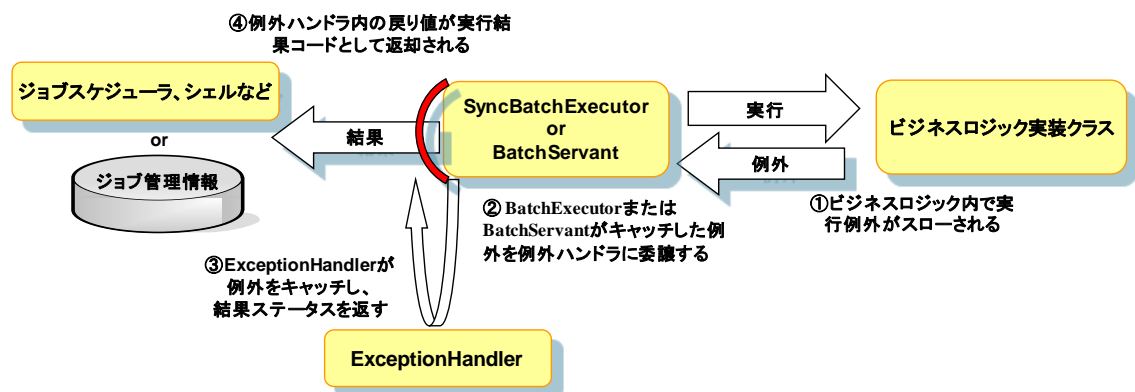 ④例外ハンドラ内の戻り値が実行結
果コードとして返却される
ジョブスケジューラ、シェルなど
or
ジョブ管理情報
結果
SyncBatchExecutor
or
BatchServant
実行
例外
ビジネスロジック実装クラス
①ビジネスロジック内で実
行例外がスローされる
② BatchExecutorまたは
BatchServantがキャッチした例
外を例外ハンドラに委譲する
③ExceptionHandlerが
例外をキャッチし、
結果ステータスを返す
ExceptionHandler